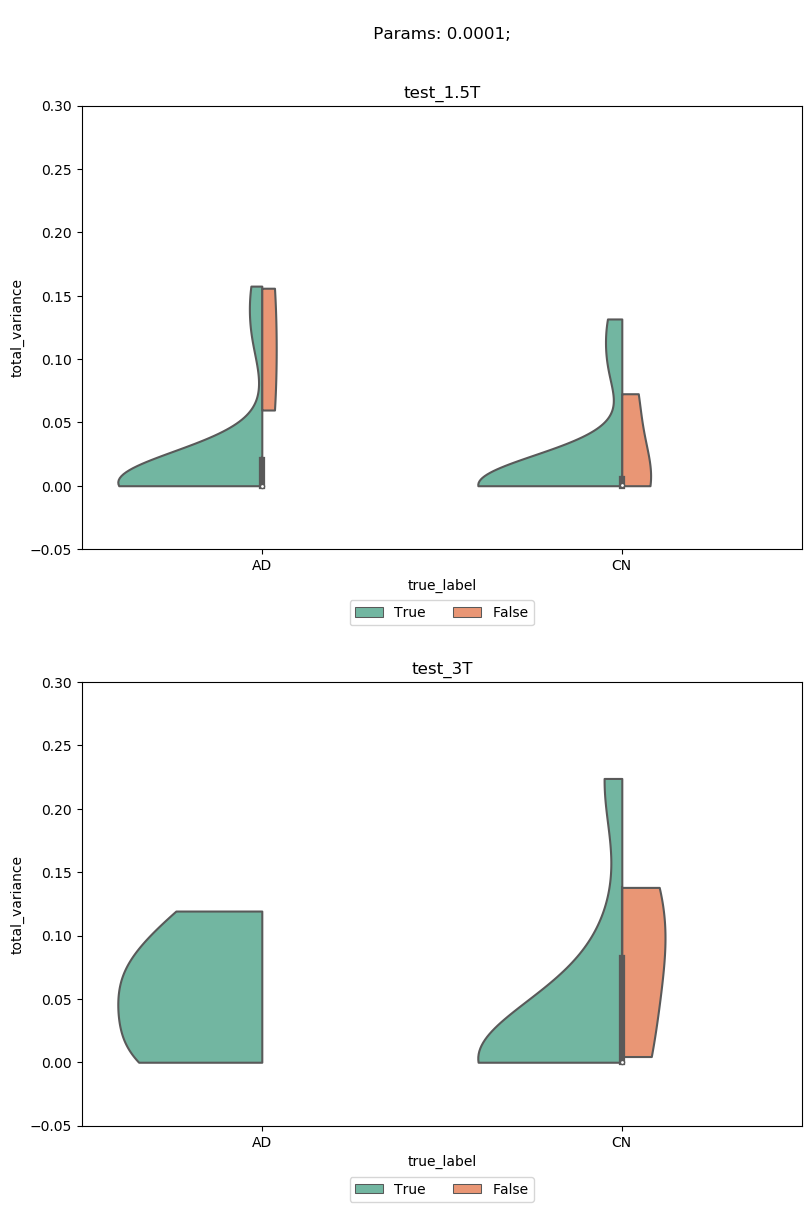 Params: 0.0001;
test_1.5T
0.30
0.25
0.20
0.15
0.10
0.05
0.00
−0.05
total_variance
AD CN
true_label
True False
test_3T
0.30
0.25
0.20
0.15
0.10
0.05
0.00
−0.05
total_variance
AD CN
true_label
True False